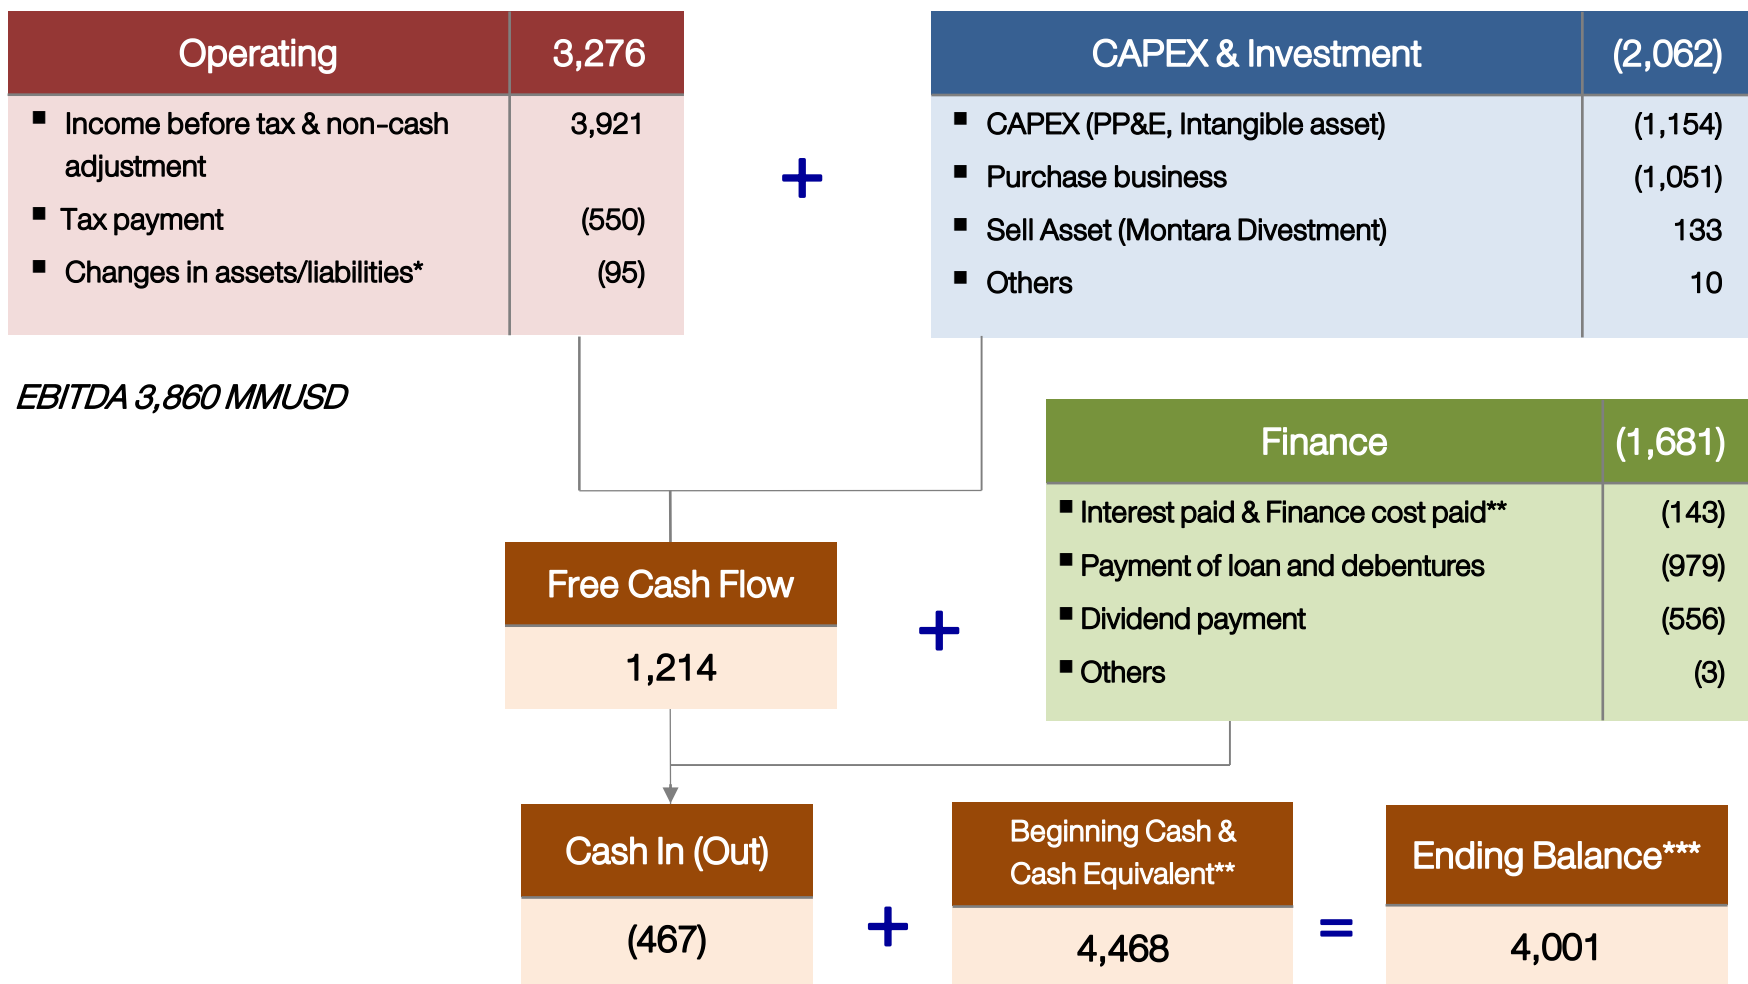 Operating 3,276
Income before tax & non-cash 3,921
adjustment
Tax payment (550)
Changes in assets/liabilities* (95)
+
CAPEX & Investment (2,062)
CAPEX (PP&E, Intangible asset) (1,154)
Purchase business (1,051)
Sell Asset (Montara Divestment) 133
Others 10
EBITDA 3,860 MMUSD
Finance (1,681)
Interest paid & Finance cost paid** (143)
Payment of loan and debentures (979)
Dividend payment (556)
Others (3)
Free Cash Flow
1,214
+
Cash In (Out)
(467)
+
Beginning Cash &
Cash Equivalent**
4,468
=
Ending Balance***
4,001